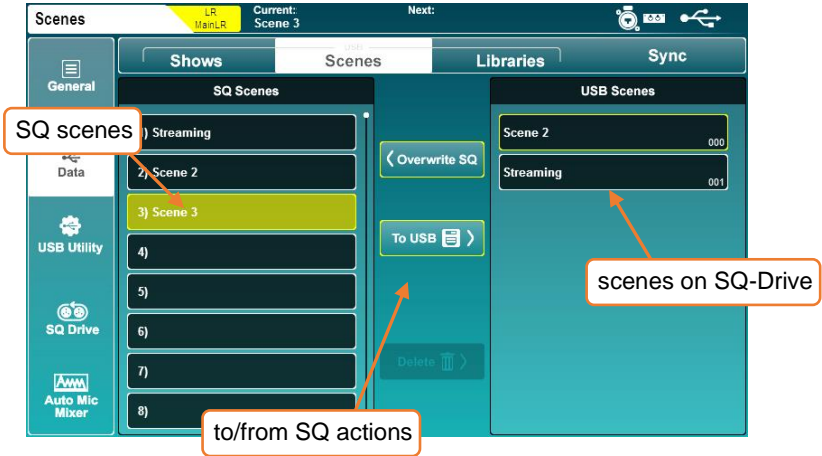 Scenes
LR
MainLR
Current:
Scene 3
Next:
General
Data
USB Utility
SQ Drive
Auto Mic
Mixer
USB
Shows
Scenes
Libraries
Sync
SQ Scenes
1) Streaming
2) Scene 2
3) Scene 3
4)
5)
6)
7)
8)
Overwrite SQ
To USB
Delete
USB Scenes
Scene 2
000
Streaming
001
SQ scenes
to/from SQ actions
scenes on SQ-Drive